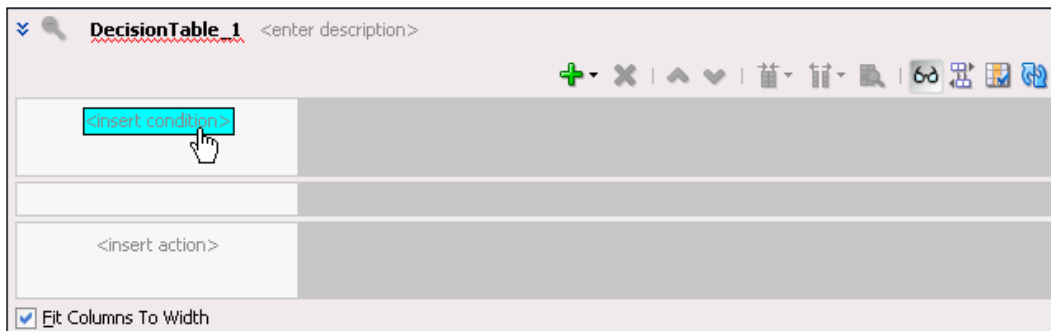 DecisionTable_1 <enter description>
<insert condition>
<insert action>
Fit Columns To Width